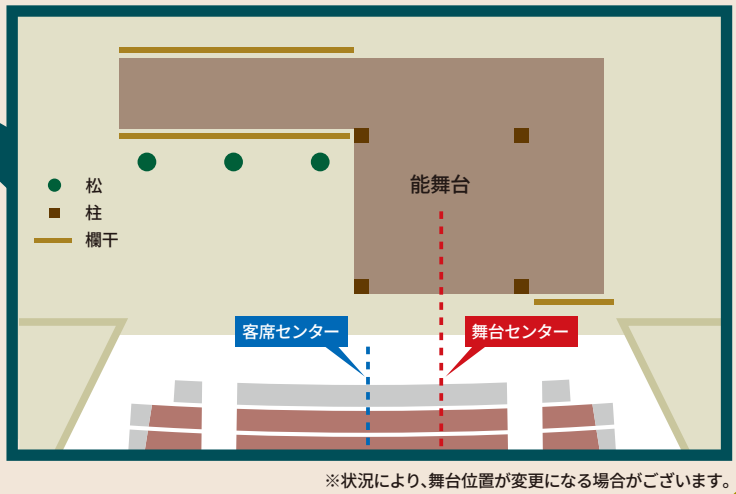 能舞台
松
柱
欄干
客席センター
舞台センター
※状況により、舞台位置が変更になる場合がございます。